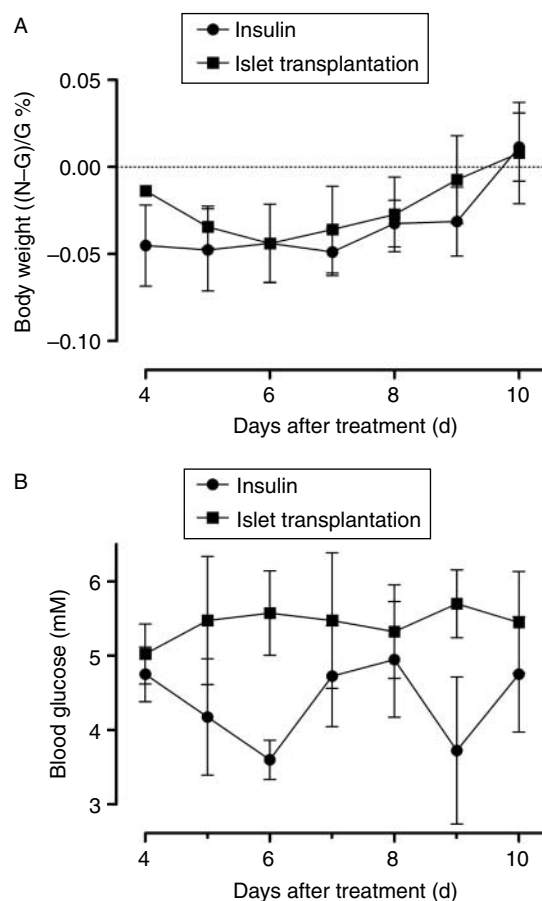 A
Insulin
Islet transplantation
Body weight ((N–G)/G %)
0.05
0.00
–0.05
–0.10
4 6 8 10
Days after treatment (d)
B
Insulin
Islet transplantation
Blood glucose (mM)
6
5
4
3
4 6 8 10
Days after treatment (d)